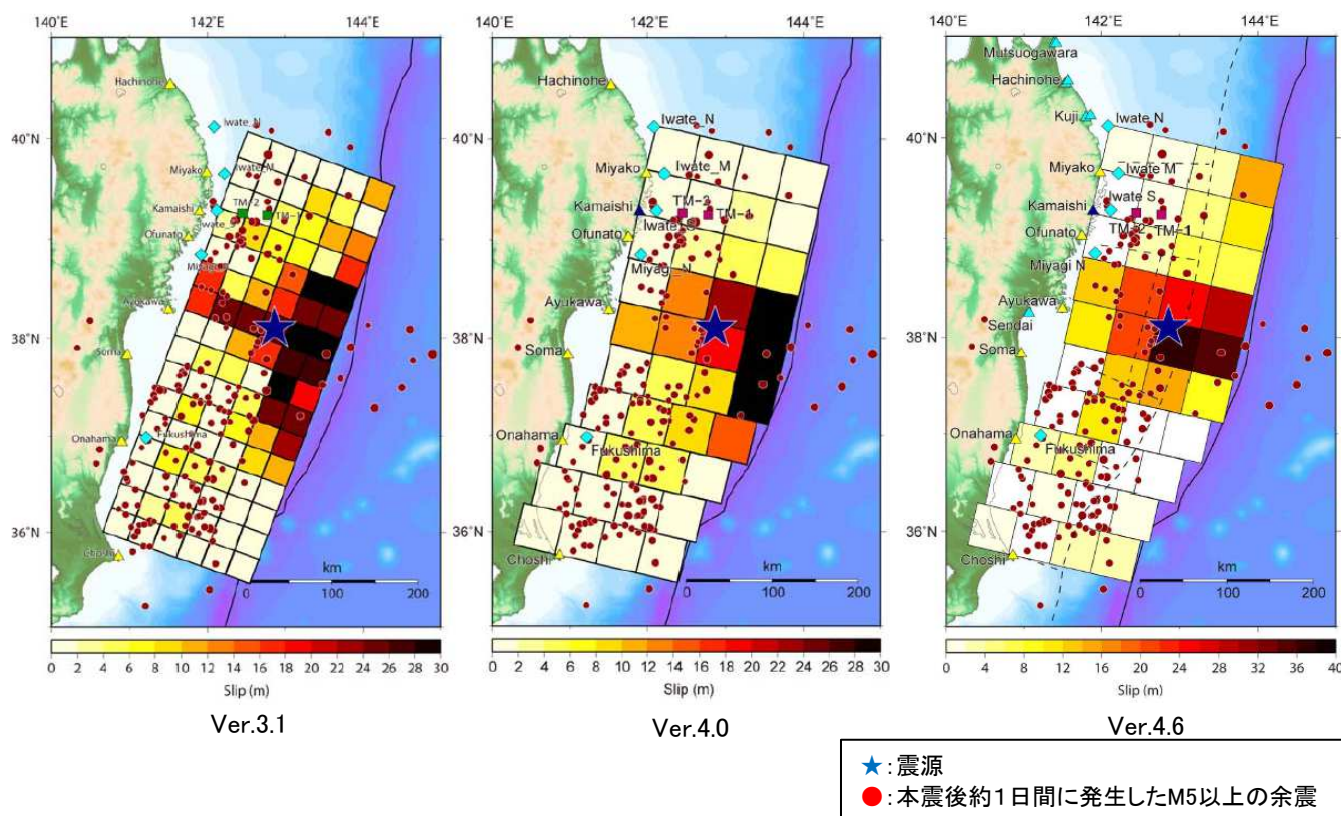 140˚E 142˚E 144˚E
Hachinohe
Iwate_N
40˚N
Miyako
Iwate_M
TM-2
Kamaishi
TM-1
Iwate_S
Ofunato
Miyagi_N
Ayukawa
38˚N
Soma
Onahama
Fukushima
36˚N
Choshi
km
0 100 200
0 2 4 6 8 10 12 14 16 18 20 22 24 26 28 30
Slip (m)
Ver.3.1
140˚E 142˚E 144˚E
Hachinohe
Iwate_N
40˚N
Miyako
Iwate_M
TM-2
Kamaishi
TM-1
Ofunato
Miyagi_N
Ayukawa
38˚N
Soma
Onahama
Fukushima
36˚N
Choshi
km
0 100 200
0 2 4 6 8 10 12 14 16 18 20 22 24 26 28 30
Slip (m)
Ver.4.0
140˚E 142˚E 144˚E
Mutsuogawara
Hachinohe
Kuji
Iwate N
40˚N
Miyako
Iwate M
Iwate S
Kamaishi
TM-2
TM-1
Ofunato
Miyagi N
Ayukawa
Sendai
38˚N
Soma
Onahama
Fukushima
36˚N
Choshi
km
0 100 200
0 4 8 12 16 20 24 28 32 36 40
Slip (m)
Ver.4.6
★:震源
●:本震後約1日間に発生したM5以上の余震